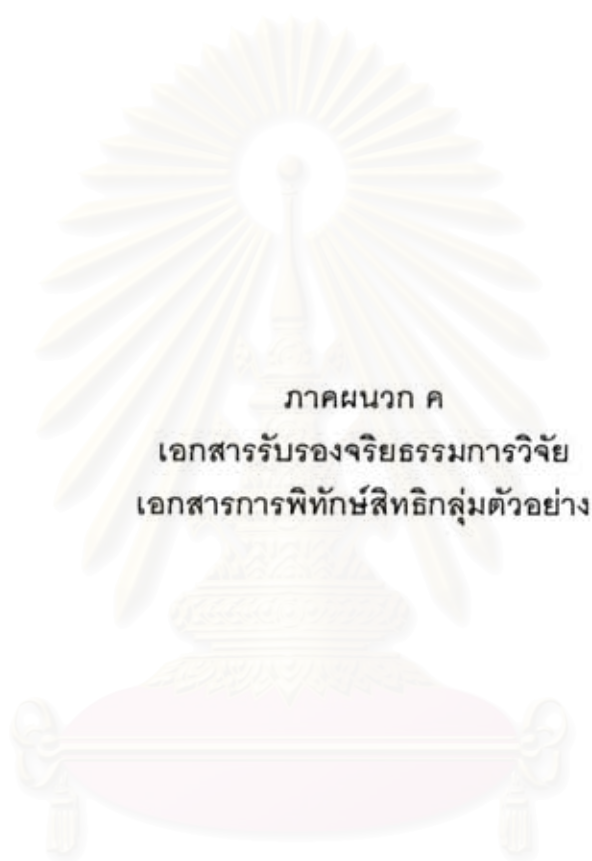 ภาคผนวก ค
เอกสารรับรองจริยธรรมการวิจัย
เอกสารการพิทักษ์สิทธิกลุ่มตัวอย่าง